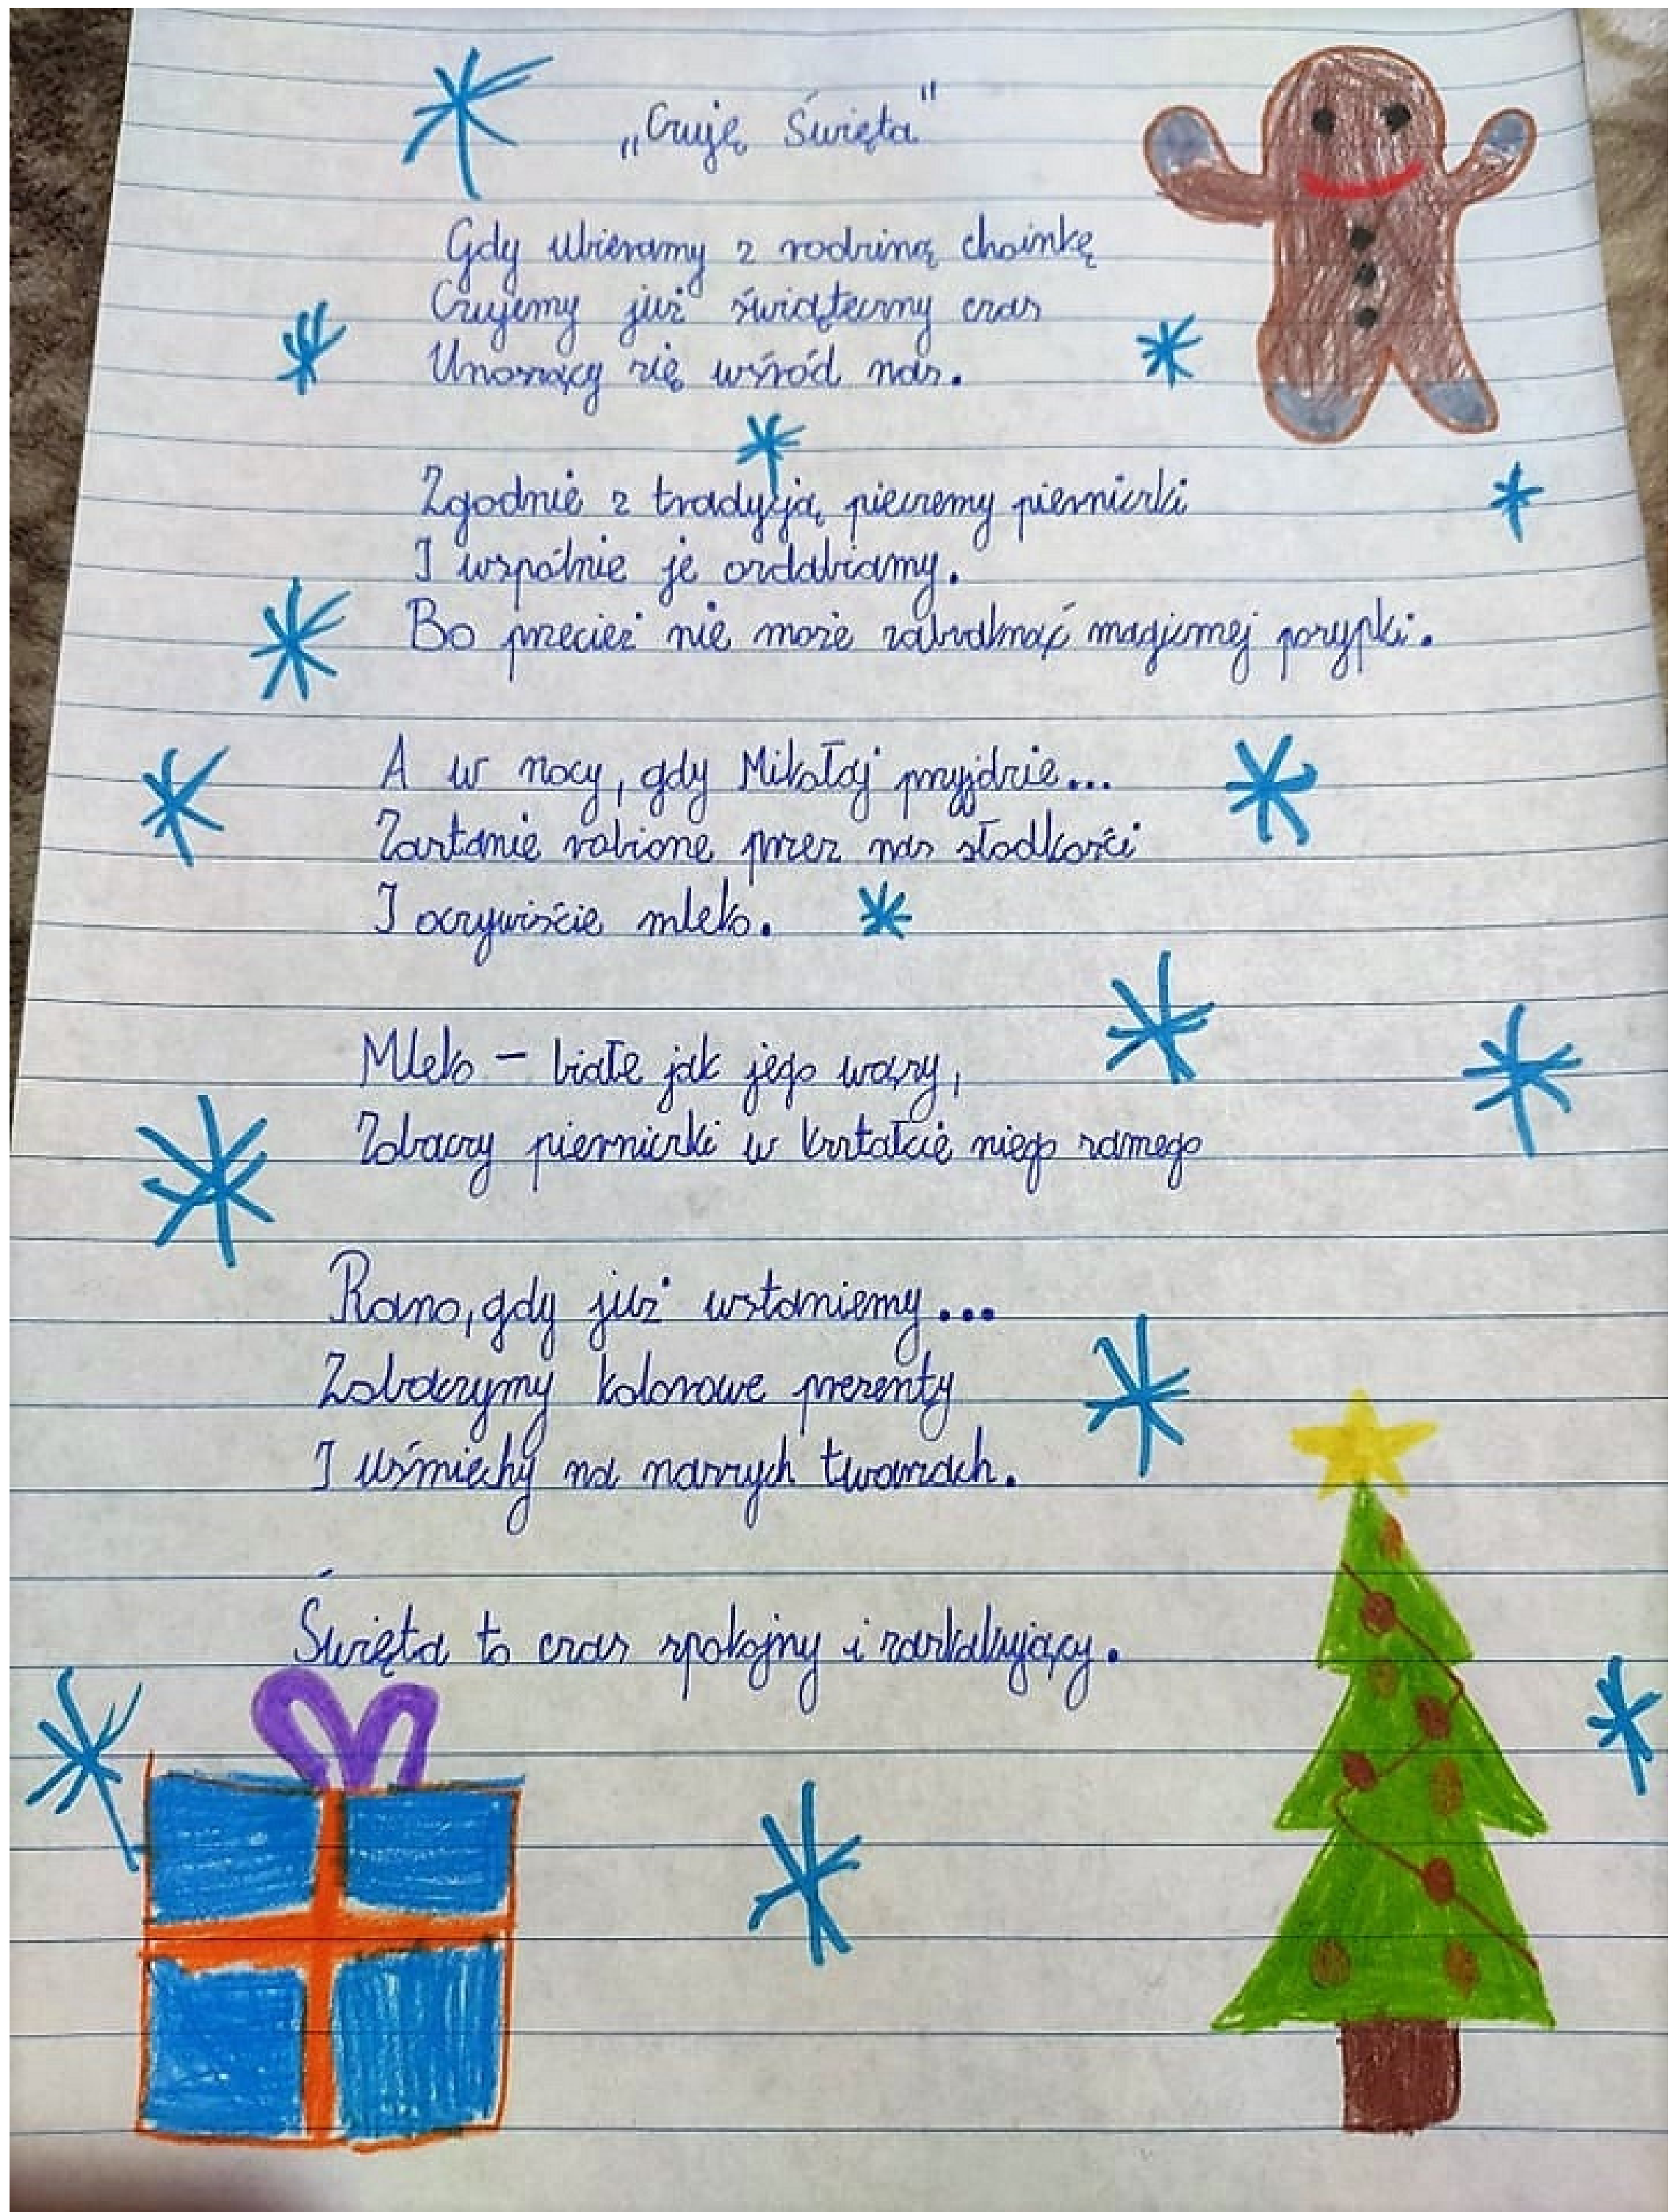 „Czuję Święta"
Gdy ubieramy z rodziną choinkę
Czujemy już świąteczny czas
Unoszący się wśród nas.
Zgodnie z tradycją pieczemy pierniczki
I wspólnie je ozdabiamy.
Bo przecież nie może zabraknąć magicznej posypki.
A w nocy, gdy Mikołaj przyjdzie...
Zastanie robione przez nas słodkości
I oczywiście mleko.
Mleko – białe jak jego wąsy,
Zobaczy pierniczki w kształcie niego samego
Rano, gdy już wstaniemy...
Zobaczymy kolorowe prezenty
I uśmiechy na naszych twarzach.
Święta to czas spokojny i zaskakujący.